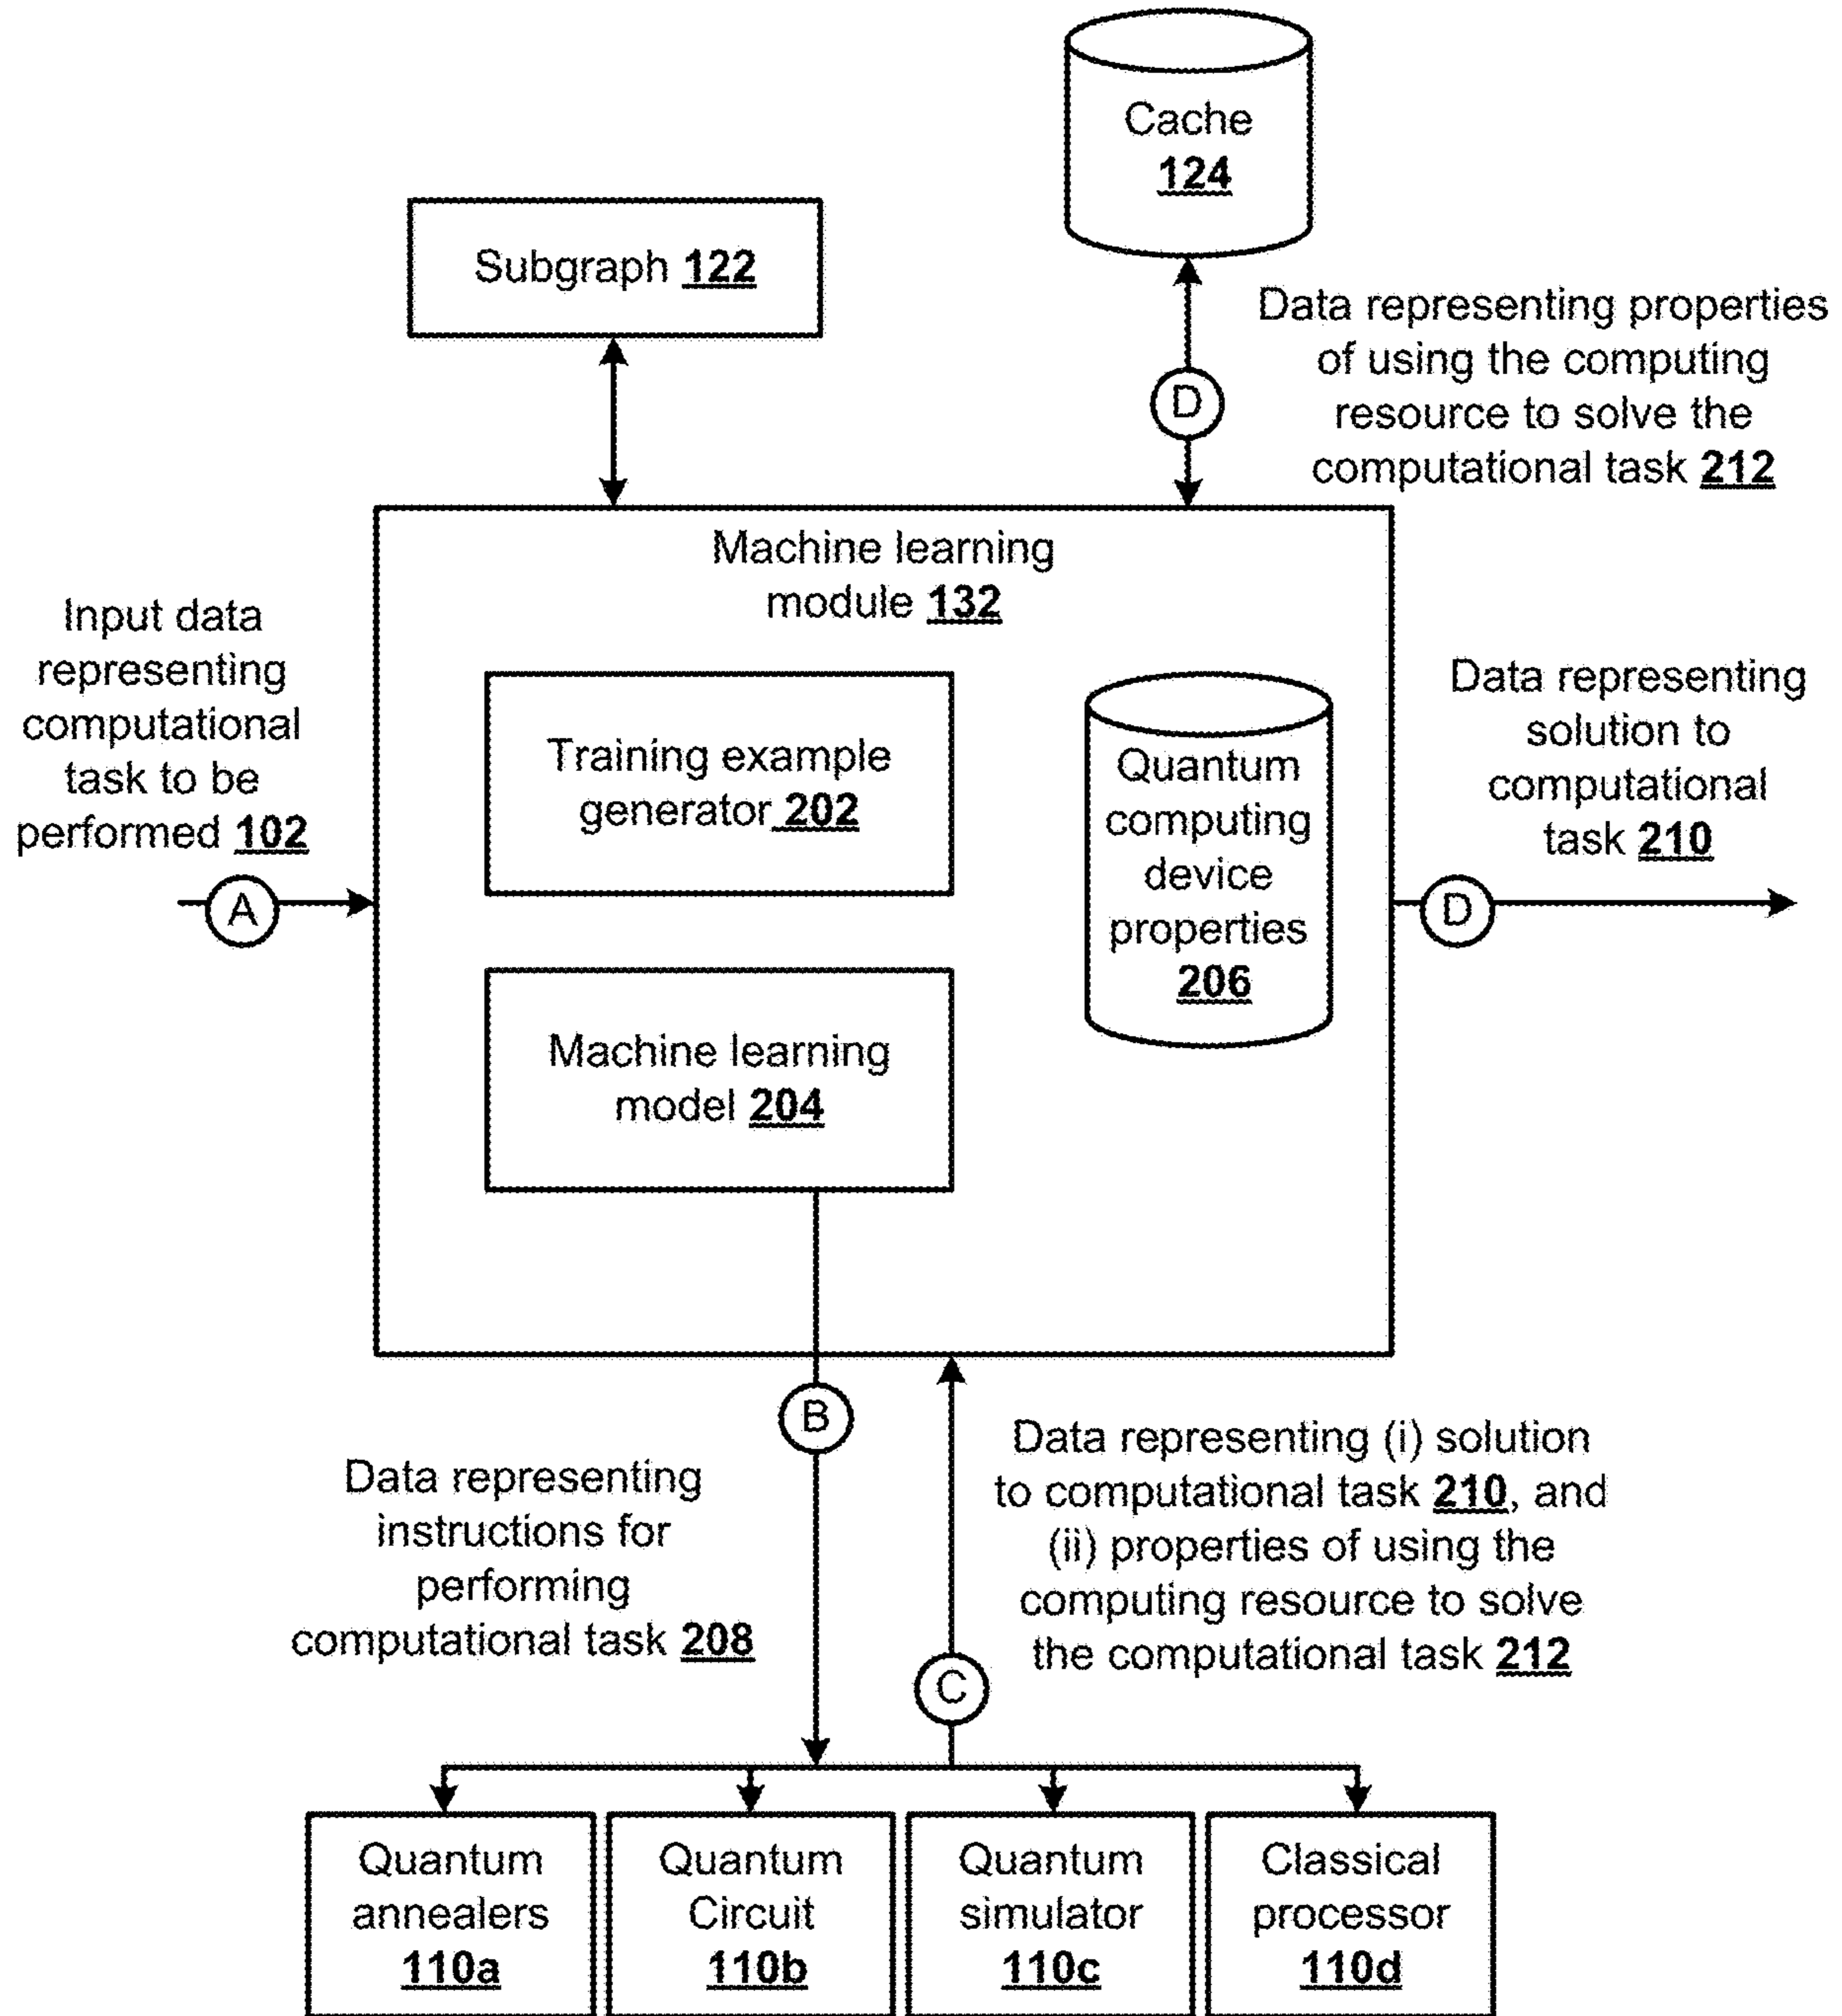 Cache
124
Subgraph 122
Data representing properties
of using the computing
resource to solve the
computational task 212
D
Machine learning
module 132
Input data
representing
computational
task to be
performed 102
A
Training example
generator 202
Quantum
computing
device
properties
206
Data representing
solution to
computational
task 210
D
Machine learning
model 204
B
Data representing
instructions for
performing
computational task 208
Data representing (i) solution
to computational task 210, and
(ii) properties of using the
computing resource to solve
the computational task 212
C
Quantum
annealers
110a
Quantum
Circuit
110b
Quantum
simulator
110c
Classical
processor
110d